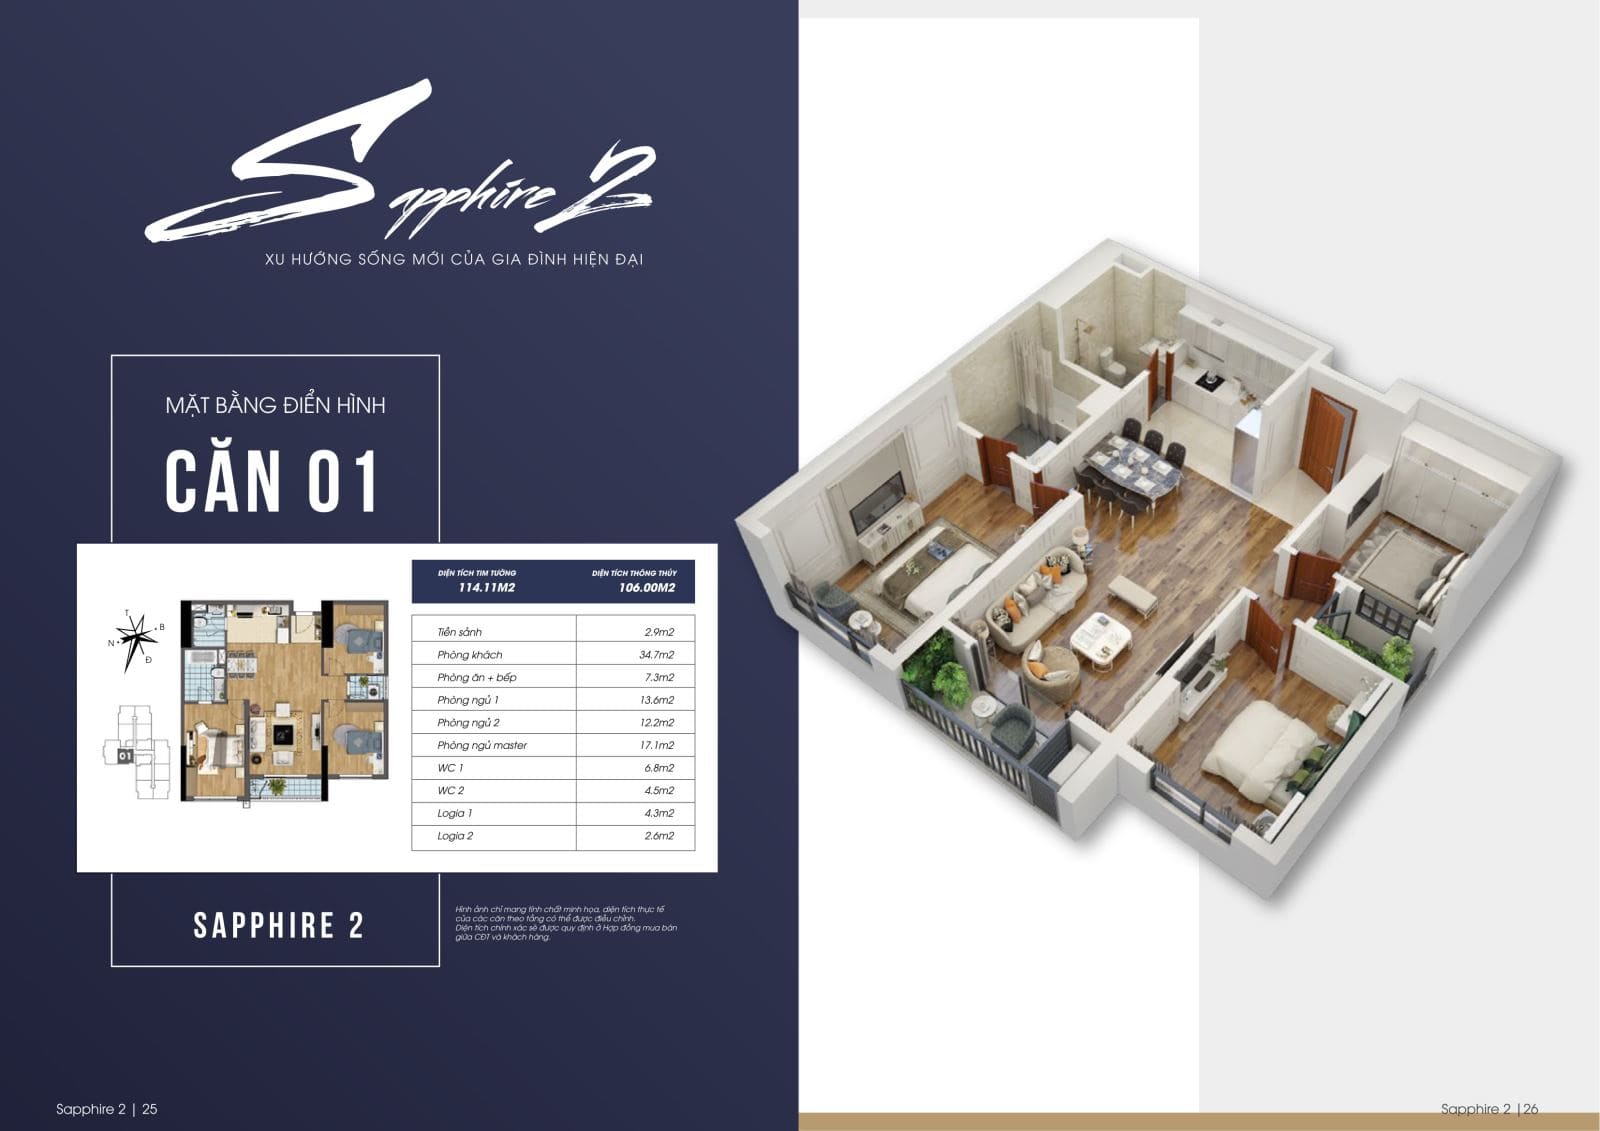 Sapphire 2
XU HƯỚNG SỐNG MỚI CỦA GIA ĐÌNH HIỆN ĐẠI
MẶT BẰNG ĐIỂN HÌNH
CĂN 01
T
B
N
Đ
01
DIỆN TÍCH TIM TƯỜNG DIỆN TÍCH THÔNG THỦY
114.11M2 106.00M2
Tiền sảnh 2.9m2
Phòng khách 34.7m2
Phòng ăn + bếp 7.3m2
Phòng ngủ 1 13.6m2
Phòng ngủ 2 12.2m2
Phòng ngủ master 17.1m2
WC 1 6.8m2
WC 2 4.5m2
Logia 1 4.3m2
Logia 2 2.6m2
SAPPHIRE 2
Hình ảnh chỉ mang tính chất minh họa, diện tích thực tế
của các căn theo tầng có thể được điều chỉnh.
Diện tích chính xác sẽ được quy định ở Hợp đồng mua bán
giữa CĐT và khách hàng.
Sapphire 2 | 25
Sapphire 2 | 26